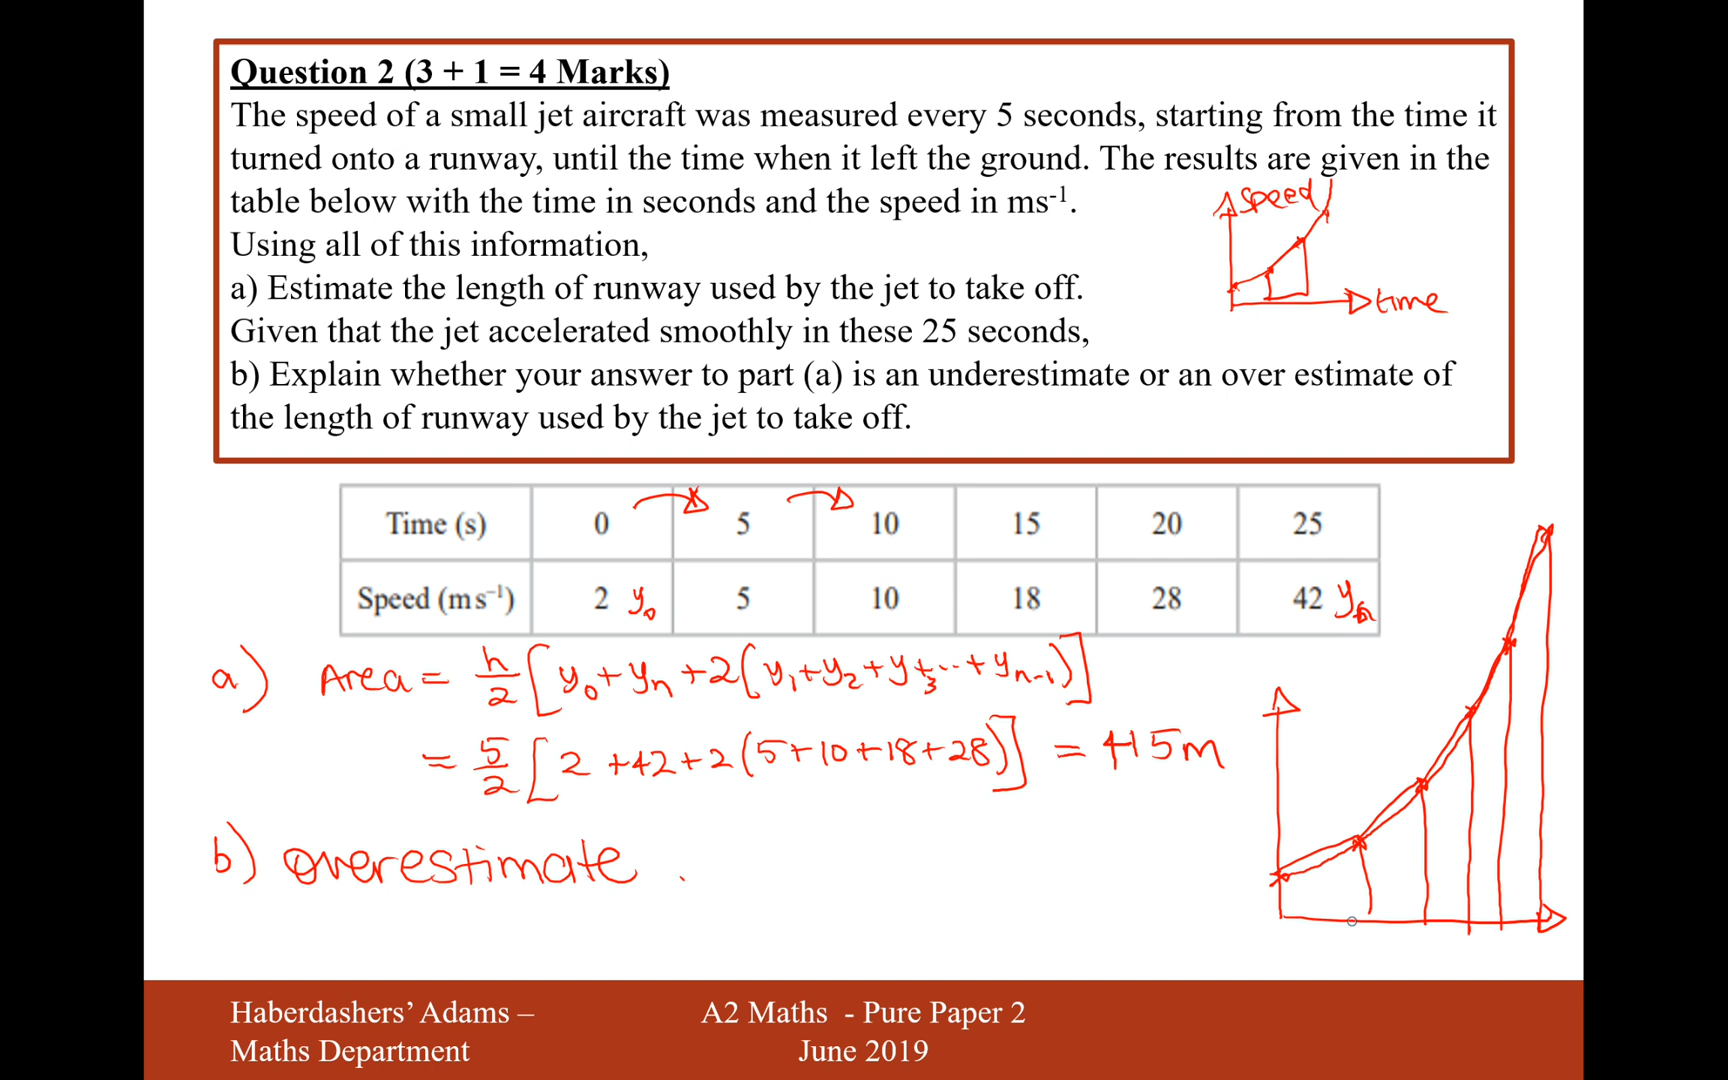 Question 2 (3 + 1 = 4 Marks)
The speed of a small jet aircraft was measured every 5 seconds, starting from the time it
turned onto a runway, until the time when it left the ground. The results are given in the
table below with the time in seconds and the speed in ms⁻¹.
Using all of this information,
a) Estimate the length of runway used by the jet to take off.
Given that the jet accelerated smoothly in these 25 seconds,
b) Explain whether your answer to part (a) is an underestimate or an over estimate of
the length of runway used by the jet to take off.
speed
time
Time (s) 0 5 10 15 20 25
Speed (m s⁻¹) 2 y₀ 5 10 18 28 42 yₙ
a) Area = h/2 [y₀ + yₙ + 2(y₁ + y₂ + y₃ + ... + yₙ₋₁)]
= 5/2 [2 + 42 + 2(5 + 10 + 18 + 28)] = 415m
b) overestimate .
Haberdashers’ Adams –
Maths Department
A2 Maths - Pure Paper 2
June 2019